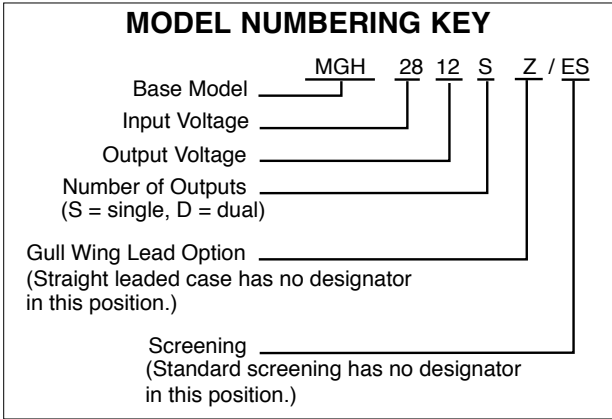 MODEL NUMBERING KEY
MGH 28 12 S Z / ES
Base Model
Input Voltage
Output Voltage
Number of Outputs
(S = single, D = dual)
Gull Wing Lead Option
(Straight leaded case has no designator
in this position.)
Screening
(Standard screening has no designator
in this position.)